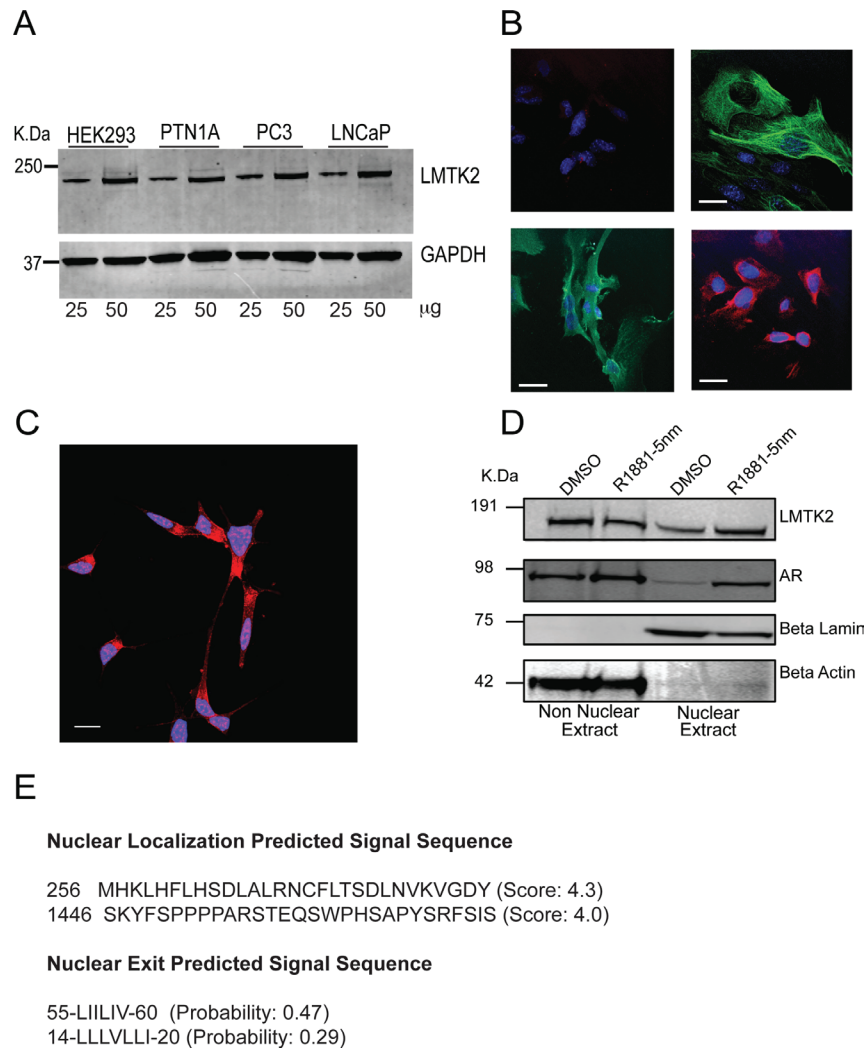 A
K.Da
HEK293 PTN1A PC3 LNCaP
250
LMTK2
37
GAPDH
25 50 25 50 25 50 25 50 µg
B
C
D
K.Da
DMSO R1881-5nm DMSO R1881-5nm
191
LMTK2
98
AR
75
Beta Lamin
42
Beta Actin
Non Nuclear Extract
Nuclear Extract
E
Nuclear Localization Predicted Signal Sequence
256 MHKLHFLHSDLALRNCFLTSDLNVKVGDY (Score: 4.3)
1446 SKYFSPPPPARSTEQSWPHSAPYSRFSIS (Score: 4.0)
Nuclear Exit Predicted Signal Sequence
55-LIILIV-60 (Probability: 0.47)
14-LLLVLLI-20 (Probability: 0.29)